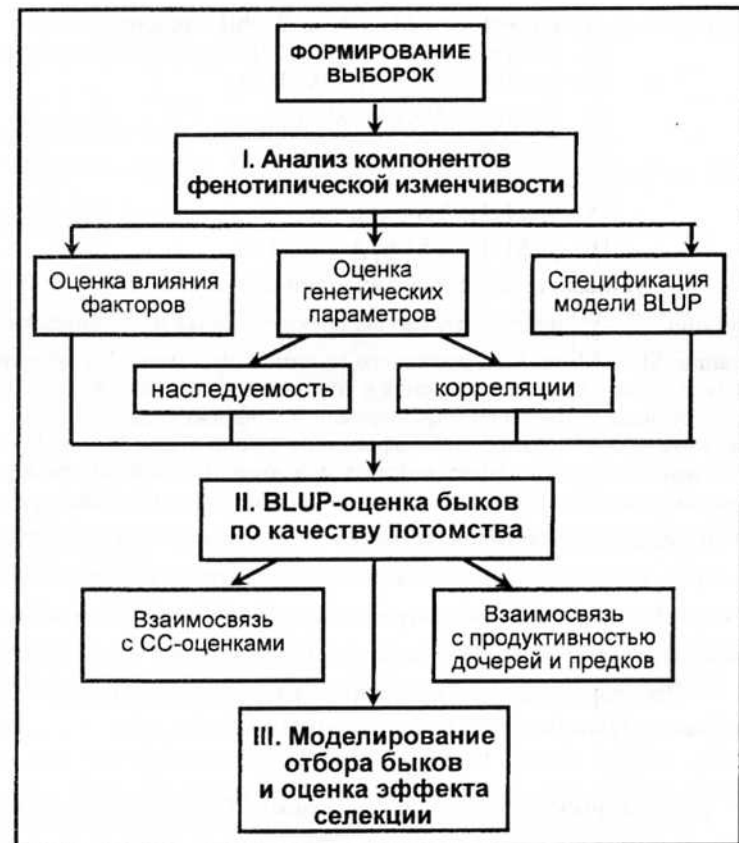 ФОРМИРОВАНИЕ
ВЫБОРОК
I. Анализ компонентов
фенотипической изменчивости
Оценка влияния
факторов
Оценка
генетических
параметров
Спецификация
модели BLUP
наследуемость
корреляции
II. BLUP-оценка быков
по качеству потомства
Взаимосвязь
с СС-оценками
Взаимосвязь
с продуктивностью
дочерей и предков
III. Моделирование
отбора быков
и оценка эффекта
селекции